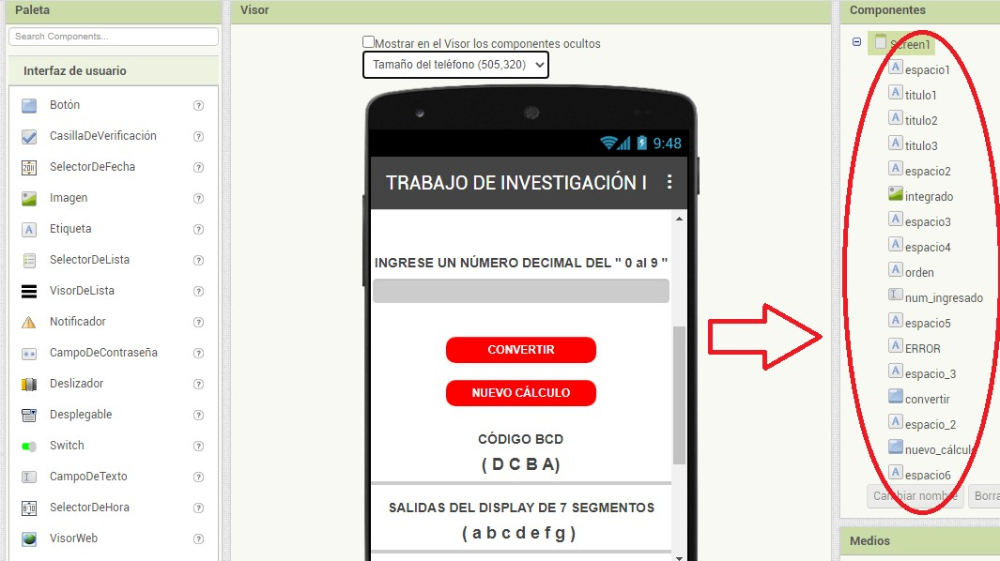 Paleta
Search Components...
Interfaz de usuario
Botón ?
CasillaDeVerificación ?
SelectorDeFecha ?
Imagen ?
Etiqueta ?
SelectorDeLista ?
VisorDeLista ?
Notificador ?
CampoDeContraseña ?
Deslizador ?
Desplegable ?
Switch ?
CampoDeTexto ?
SelectorDeHora ?
VisorWeb ?
Visor
Mostrar en el Visor los componentes ocultos
Tamaño del teléfono (505,320)
9:48
TRABAJO DE INVESTIGACIÓN I
INGRESE UN NÚMERO DECIMAL DEL " 0 al 9 "
CONVERTIR
NUEVO CÁLCULO
CÓDIGO BCD
( D C B A)
SALIDAS DEL DISPLAY DE 7 SEGMENTOS
( a b c d e f g )
Componentes
Screen1
A espacio1
A titulo1
A titulo2
A titulo3
A espacio2
integrado
A espacio3
A espacio4
A orden
num_ingresado
A espacio5
A ERROR
A espacio_3
convertir
A espacio_2
nuevo_cálculo
A espacio6
Cambiar nombre Borra
Medios